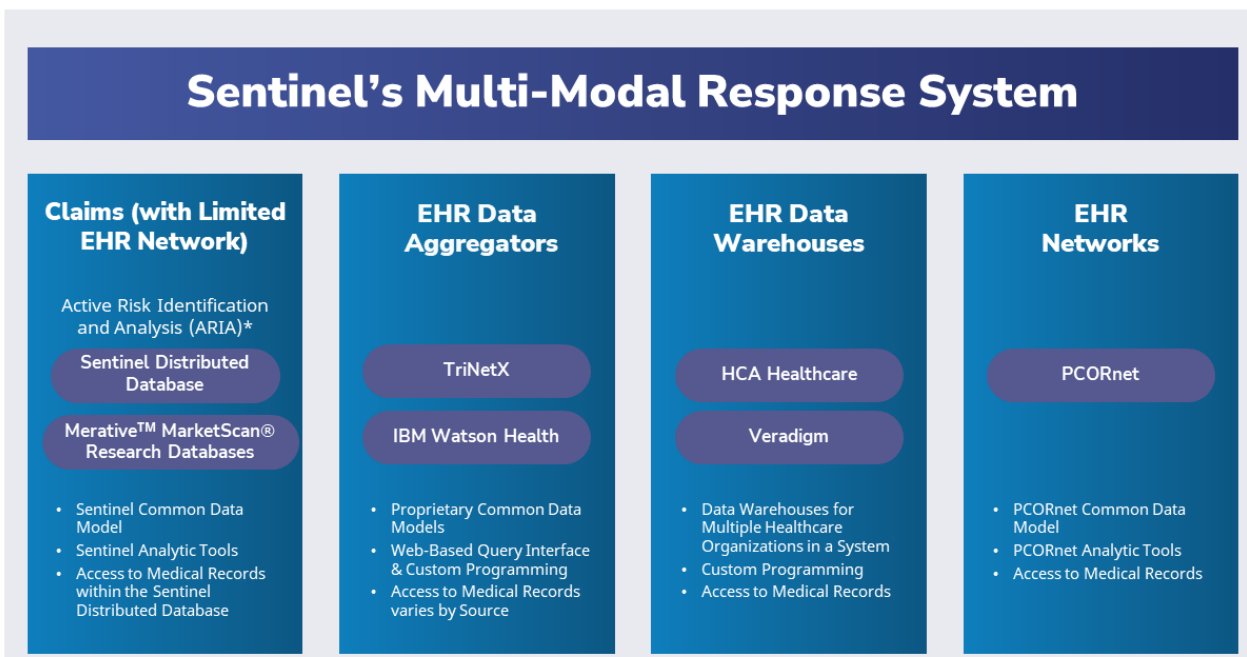 Sentinel's Multi-Modal Response System
Claims (with Limited
EHR Network)
Active Risk Identification
and Analysis (ARIA)*
Sentinel Distributed
Database
Merative™ MarketScan®
Research Databases
• Sentinel Common Data
Model
• Sentinel Analytic Tools
• Access to Medical Records
within the Sentinel
Distributed Database
EHR Data
Aggregators
TriNetX
IBM Watson Health
• Proprietary Common Data
Models
• Web-Based Query Interface
& Custom Programming
• Access to Medical Records
varies by Source
EHR Data
Warehouses
HCA Healthcare
Veradigm
• Data Warehouses for
Multiple Healthcare
Organizations in a System
• Custom Programming
• Access to Medical Records
EHR
Networks
PCORnet
• PCORnet Common Data
Model
• PCORnet Analytic Tools
• Access to Medical Records